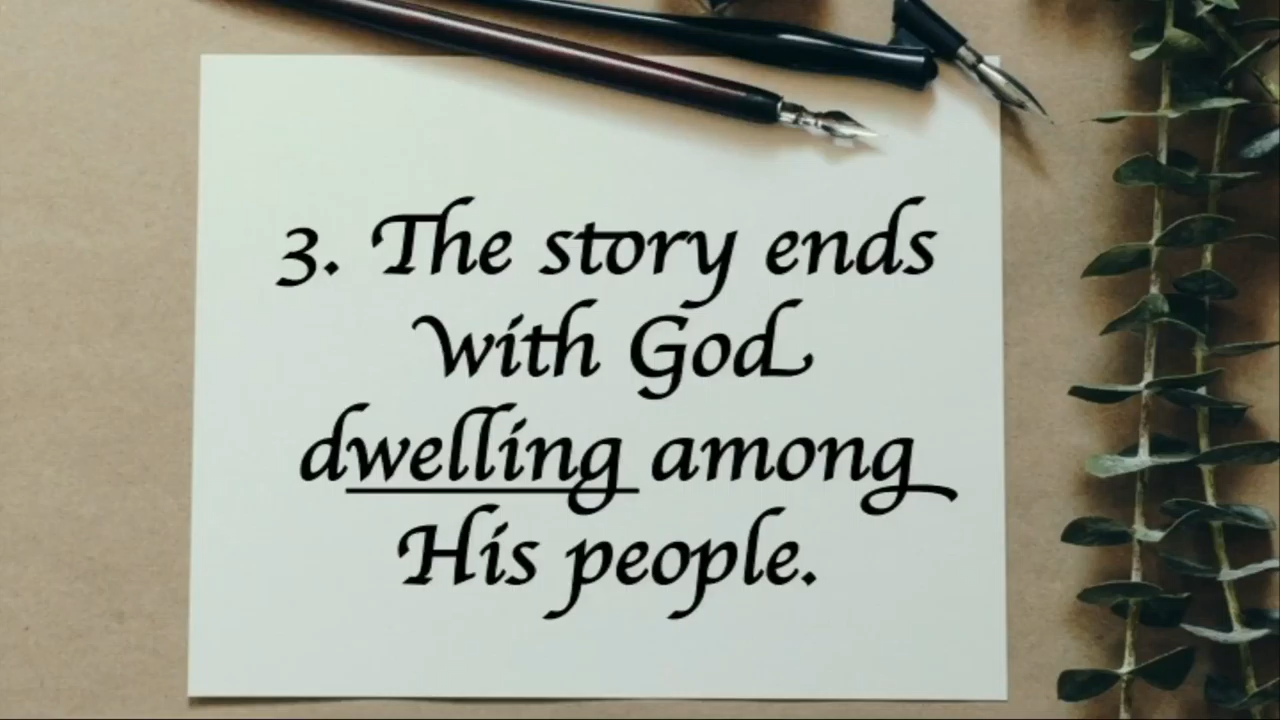 3. The story ends
with God
dwelling among
His people.